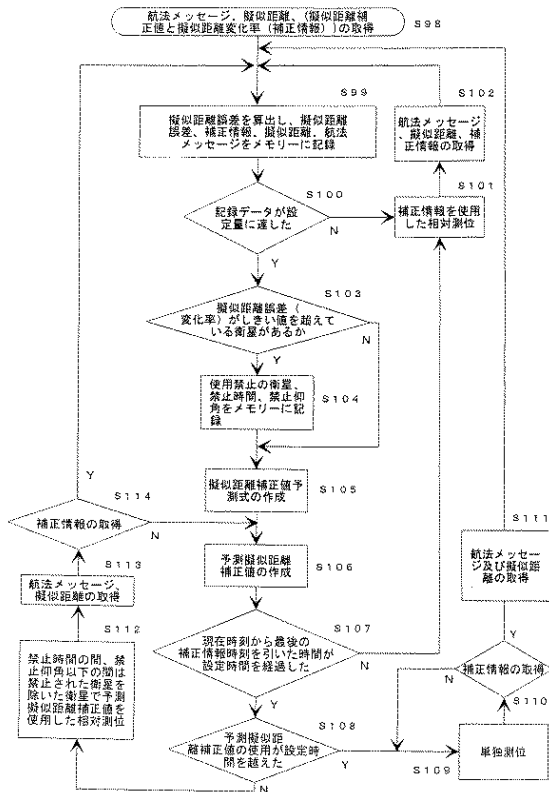 航法メッセージ、擬似距離、(擬似距離補
正値と擬似距離変化率(補正情報))の取得
S98
S99
擬似距離誤差を算出し、擬似距離
誤差、補正情報、擬似距離、航法
メッセージをメモリーに記録
S102
航法メッセージ
、擬似距離、補
正情報の取得
S100
記録データが設
定量に達した
N
Y
S101
補正情報を使用
した相対測位
S103
擬似距離誤差(
変化率)がしきい値を超えて
いる衛星があるか
N
Y
使用禁止の衛星、
禁止時間、禁止仰
角をメモリーに記
録
S104
擬似距離補正値予
測式の作成
S105
Y
S114
補正情報の取得
N
予測擬似距離
補正値の作成
S106
S113
航法メッセージ、
擬似距離の取得
S111
航法メッセー
ジ及び擬似距
離の取得
S112
禁止時間の間、禁
止仰角以下の間は
禁止された衛星を
除いた衛星で予測
擬似距離補正値を
使用した相対測位
S107
現在時刻から最後の
補正情報時刻を引いた時間が
設定時間を経過した
N
Y
Y
補正情報の取得
N
S110
S108
予測擬似距
離補正値の使用が設定時
間を越えた
Y
N
S109
単独測位